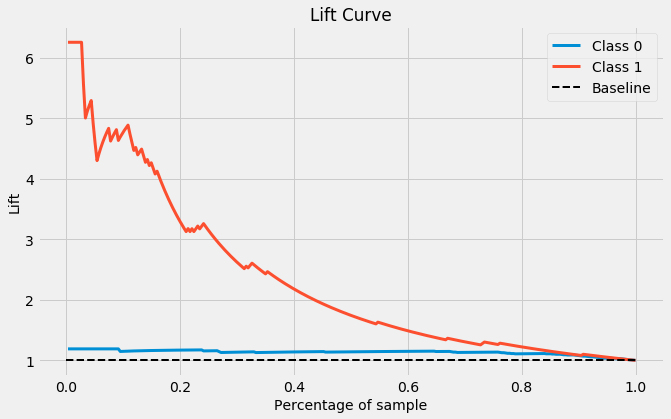 Lift Curve
Class 0
Class 1
Baseline
Lift
6
5
4
3
2
1
0.0 0.2 0.4 0.6 0.8 1.0
Percentage of sample